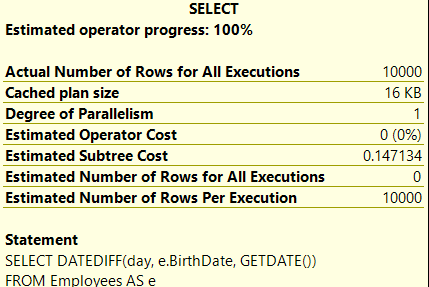 SELECT
Estimated operator progress: 100%
Actual Number of Rows for All Executions 10000
Cached plan size 16 KB
Degree of Parallelism 1
Estimated Operator Cost 0 (0%)
Estimated Subtree Cost 0.147134
Estimated Number of Rows for All Executions 0
Estimated Number of Rows Per Execution 10000
Statement
SELECT DATEDIFF(day, e.BirthDate, GETDATE())
FROM Employees AS e